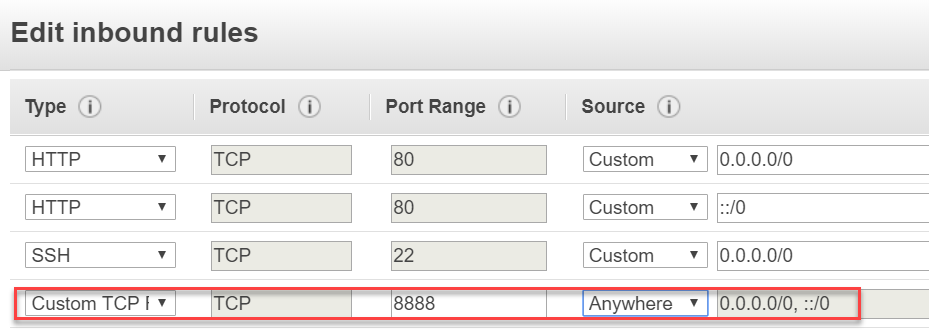 Edit inbound rules
Type i Protocol i Port Range i Source i
HTTP TCP 80 Custom 0.0.0.0/0
HTTP TCP 80 Custom ::/0
SSH TCP 22 Custom 0.0.0.0/0
Custom TCP TCP 8888 Anywhere 0.0.0.0/0, ::/0